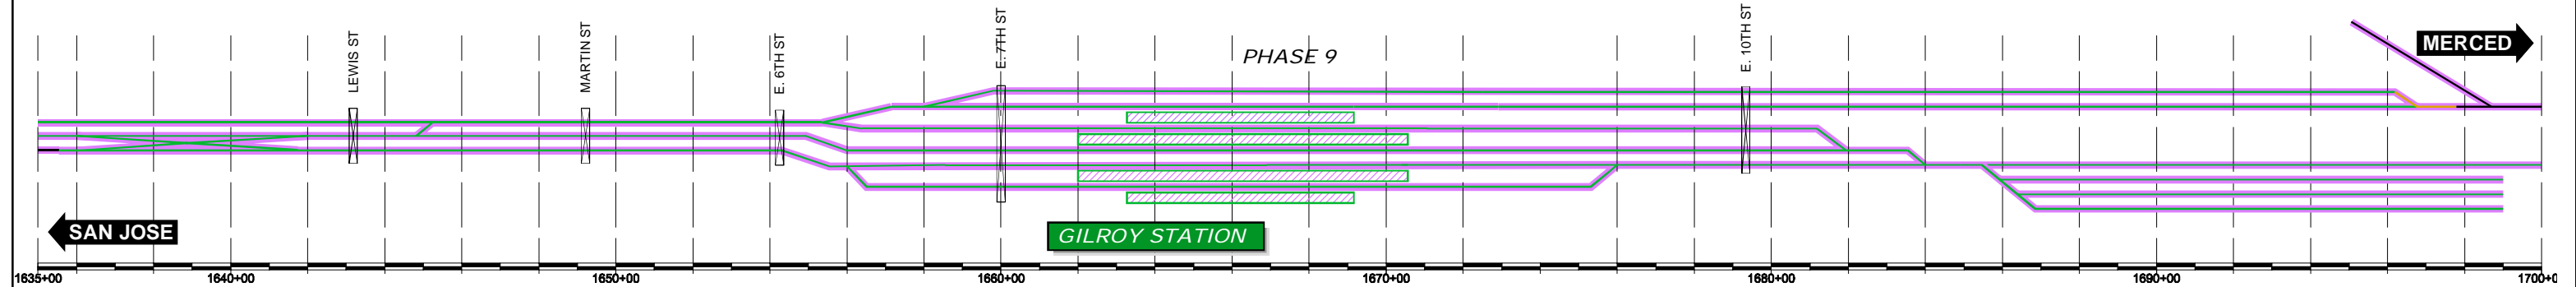 LEWIS ST
MARTIN ST
E. 6TH ST
E. 7TH ST
PHASE 9
E. 10TH ST
MERCED
SAN JOSE
GILROY STATION
1635+00
1640+00
1650+00
1660+00
1670+00
1680+00
1690+00
1700+0